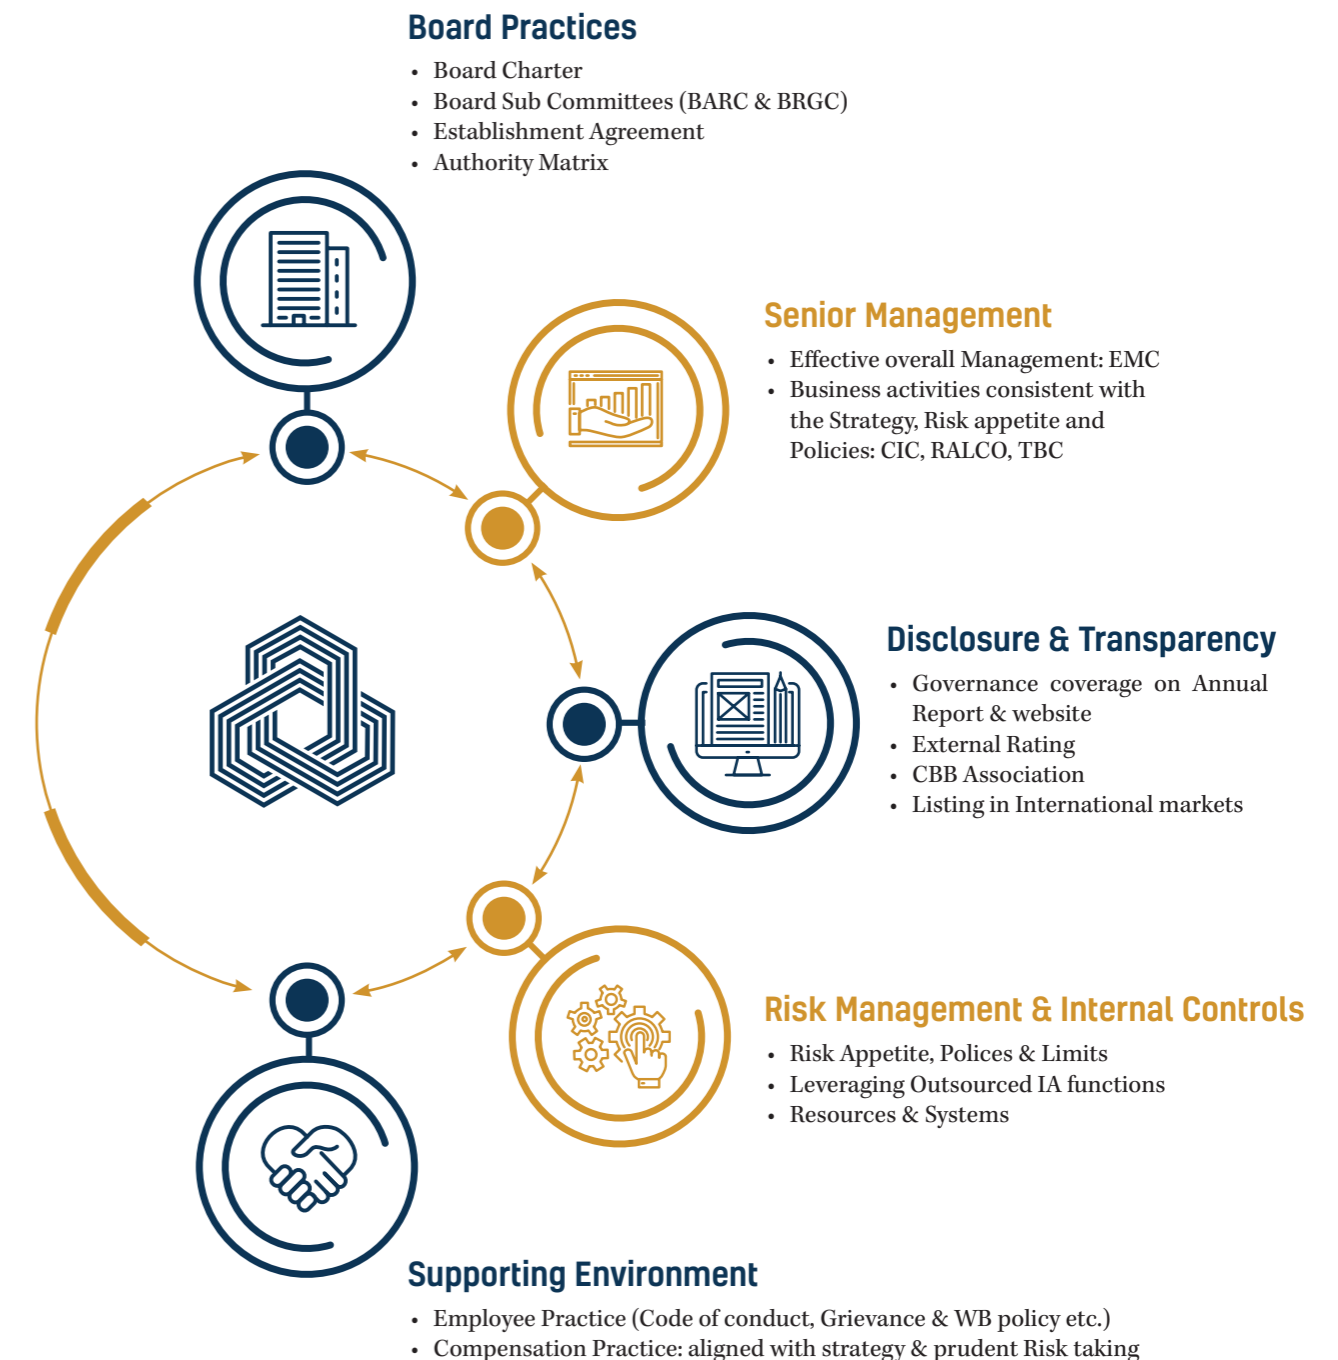 Board Practices
• Board Charter
• Board Sub Committees (BARC & BRGC)
• Establishment Agreement
• Authority Matrix
Senior Management
• Effective overall Management: EMC
• Business activities consistent with
the Strategy, Risk appetite and
Policies: CIC, RALCO, TBC
Disclosure & Transparency
• Governance coverage on Annual
Report & website
• External Rating
• CBB Association
• Listing in International markets
Risk Management & Internal Controls
• Risk Appetite, Polices & Limits
• Leveraging Outsourced IA functions
• Resources & Systems
Supporting Environment
• Employee Practice (Code of conduct, Grievance & WB policy etc.)
• Compensation Practice: aligned with strategy & prudent Risk taking